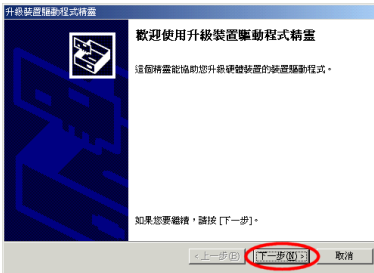 升級裝置驅動程式精靈
歡迎使用升級裝置驅動程式精靈
這個精靈能協助您升級硬體裝置的裝置驅動程式。
如果您要繼續，請按 [下一步]。
<上一步(B) 下一步(N)> 取消